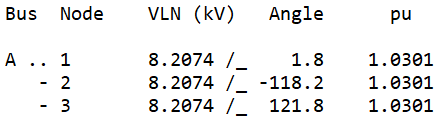 Bus  Node     VLN (kV)   Angle      pu
A .. 1       8.2074 /_    1.8    1.0301
   - 2       8.2074 /_ -118.2    1.0301
   - 3       8.2074 /_  121.8    1.0301